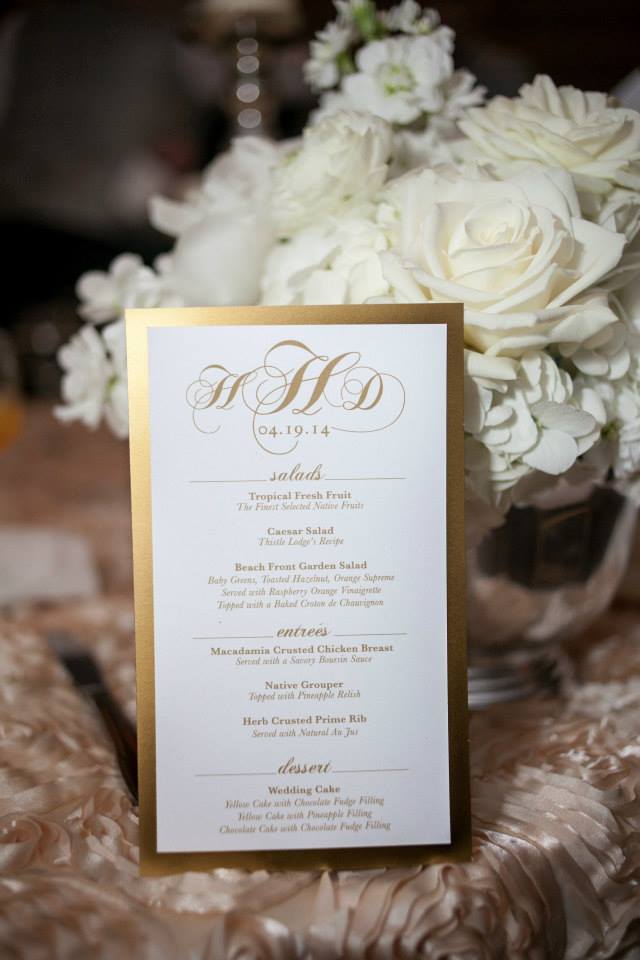 H H D
04.19.14
salads
Tropical Fresh Fruit
The Finest Selected Native Fruits
Caesar Salad
Thistle Lodge's Recipe
Beach Front Garden Salad
Baby Greens, Toasted Hazelnut, Orange Supreme
Served with Raspberry Orange Vinaigrette
Topped with a Baked Croton de Chauvignon
entreés
Macadamia Crusted Chicken Breast
Served with a Savory Boursin Sauce
Native Grouper
Topped with Pineapple Relish
Herb Crusted Prime Rib
Served with Natural Au Jus
dessert
Wedding Cake
Yellow Cake with Chocolate Fudge Filling
Yellow Cake with Pineapple Filling
Chocolate Cake with Chocolate Fudge Filling